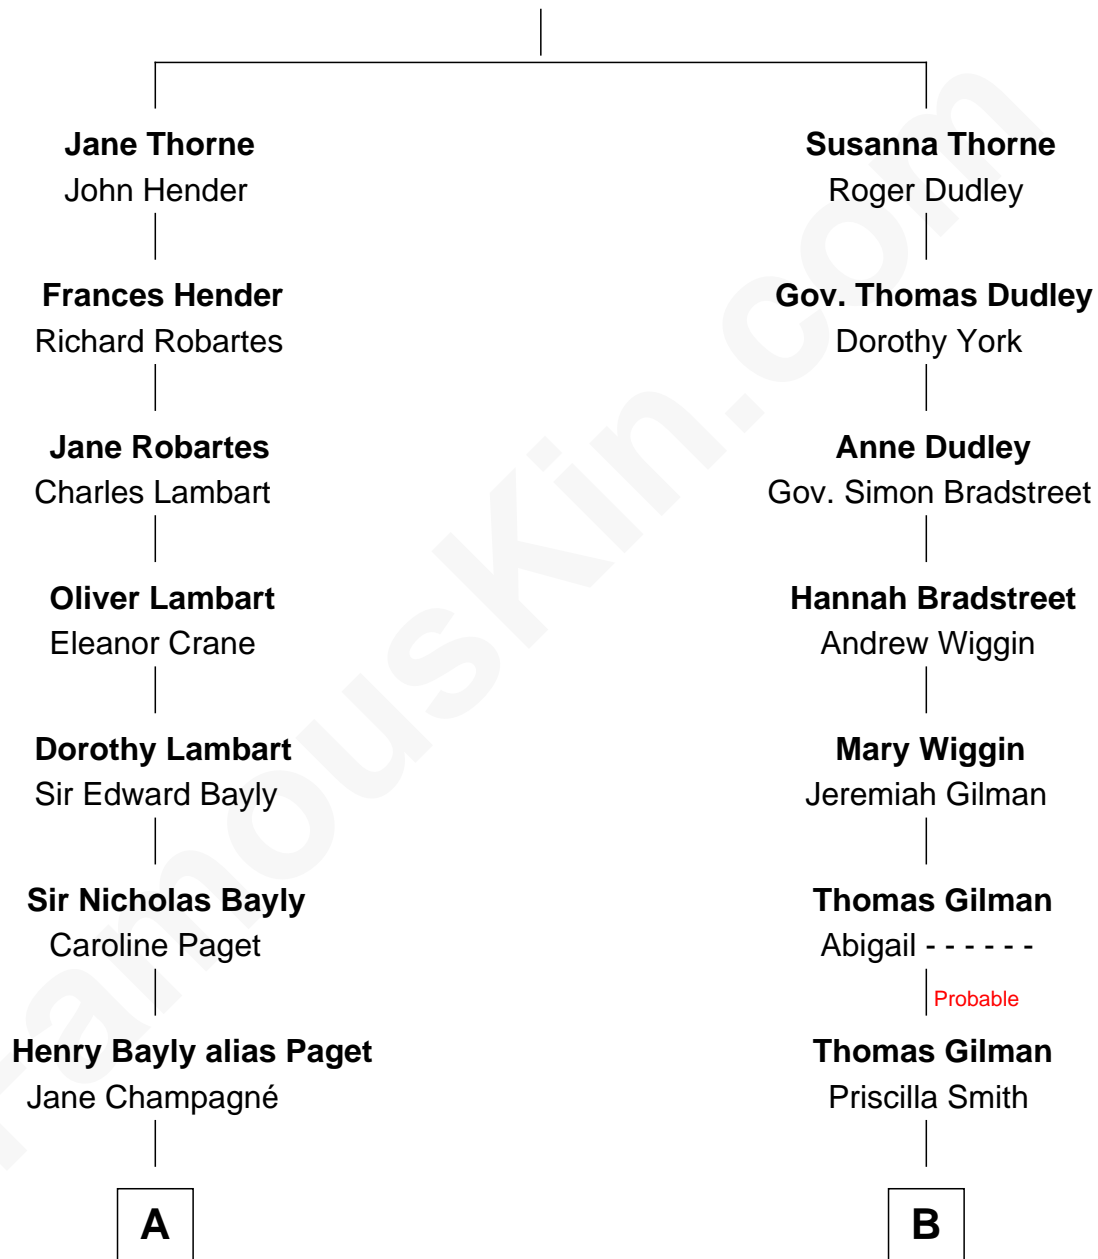 Jane Thorne
John Hender
Susanna Thorne
Roger Dudley
Frances Hender
Richard Robartes
Gov. Thomas Dudley
Dorothy York
Jane Robartes
Charles Lambart
Anne Dudley
Gov. Simon Bradstreet
Oliver Lambart
Eleanor Crane
Hannah Bradstreet
Andrew Wiggin
Dorothy Lambart
Sir Edward Bayly
Mary Wiggin
Jeremiah Gilman
Sir Nicholas Bayly
Caroline Paget
Thomas Gilman
Abigail - - - - - -
Probable
Henry Bayly alias Paget
Jane Champagné
Thomas Gilman
Priscilla Smith
A
B
FamousKin.com